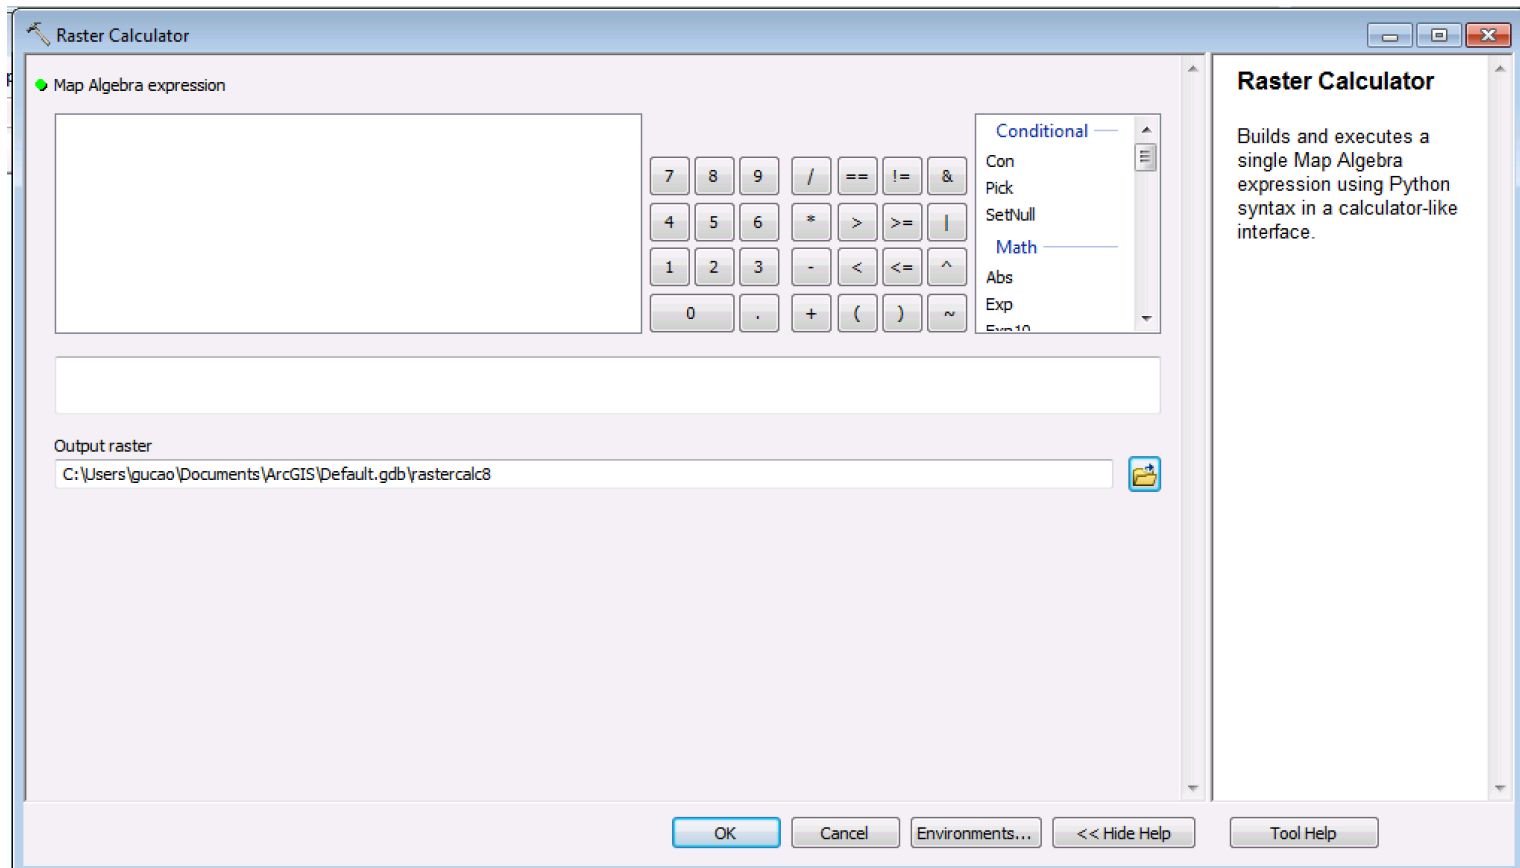 Raster Calculator
Map Algebra expression
7 8 9 / == != &
4 5 6 * > >= |
1 2 3 - < <= ^
0 . + ( ) ~
Conditional
Con
Pick
SetNull
Math
Abs
Exp
Exp10
Output raster
C:\Users\gucao\Documents\ArcGIS\Default.gdb\rastercalc8
OK Cancel Environments... << Hide Help Tool Help
Raster Calculator
Builds and executes a
single Map Algebra
expression using Python
syntax in a calculator-like
interface.